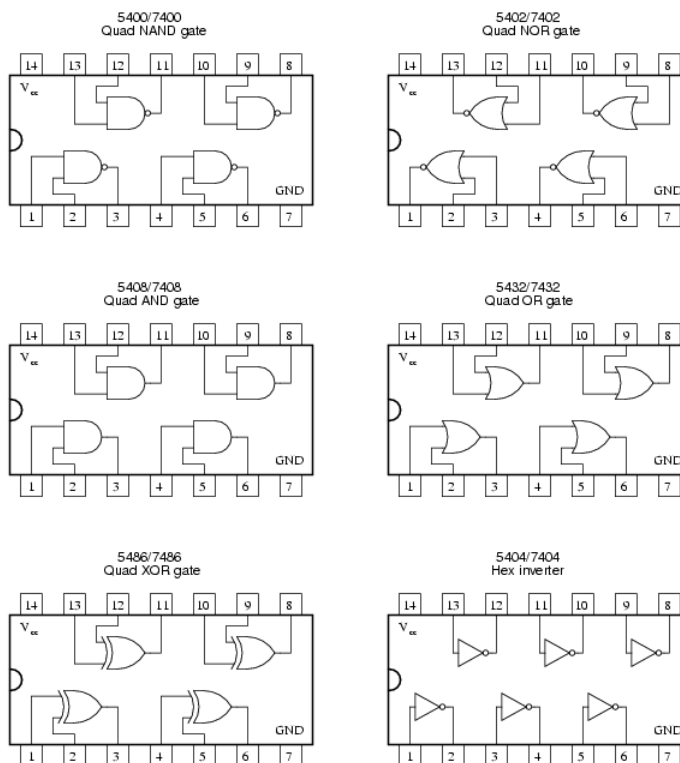 5400/7400
Quad NAND gate
14 13 12 11 10 9 8
Vcc
GND
1 2 3 4 5 6 7
5402/7402
Quad NOR gate
14 13 12 11 10 9 8
Vcc
GND
1 2 3 4 5 6 7
5408/7408
Quad AND gate
14 13 12 11 10 9 8
Vcc
GND
1 2 3 4 5 6 7
5432/7432
Quad OR gate
14 13 12 11 10 9 8
Vcc
GND
1 2 3 4 5 6 7
5486/7486
Quad XOR gate
14 13 12 11 10 9 8
Vcc
GND
1 2 3 4 5 6 7
5404/7404
Hex inverter
14 13 12 11 10 9 8
Vcc
GND
1 2 3 4 5 6 7